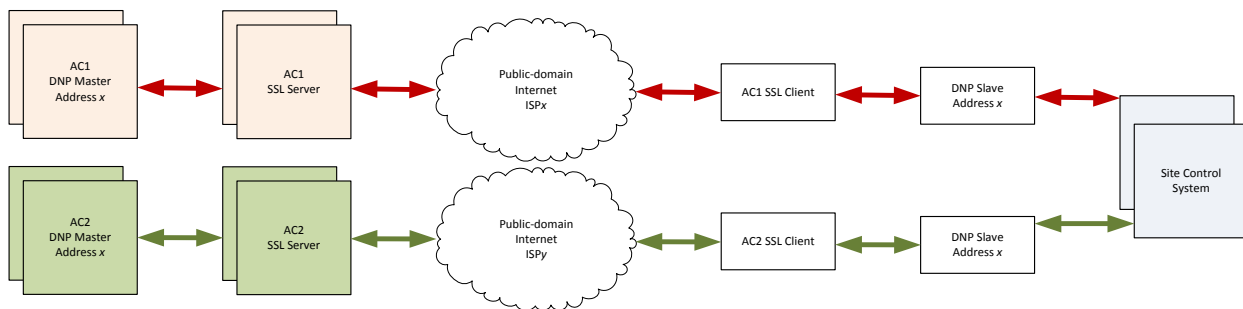 AC1
DNP Master
Address x
AC1
SSL Server
Public-domain
Internet
ISPx
AC1 SSL Client
DNP Slave
Address x
Site Control
System
AC2
DNP Master
Address x
AC2
SSL Server
Public-domain
Internet
ISPy
AC2 SSL Client
DNP Slave
Address x